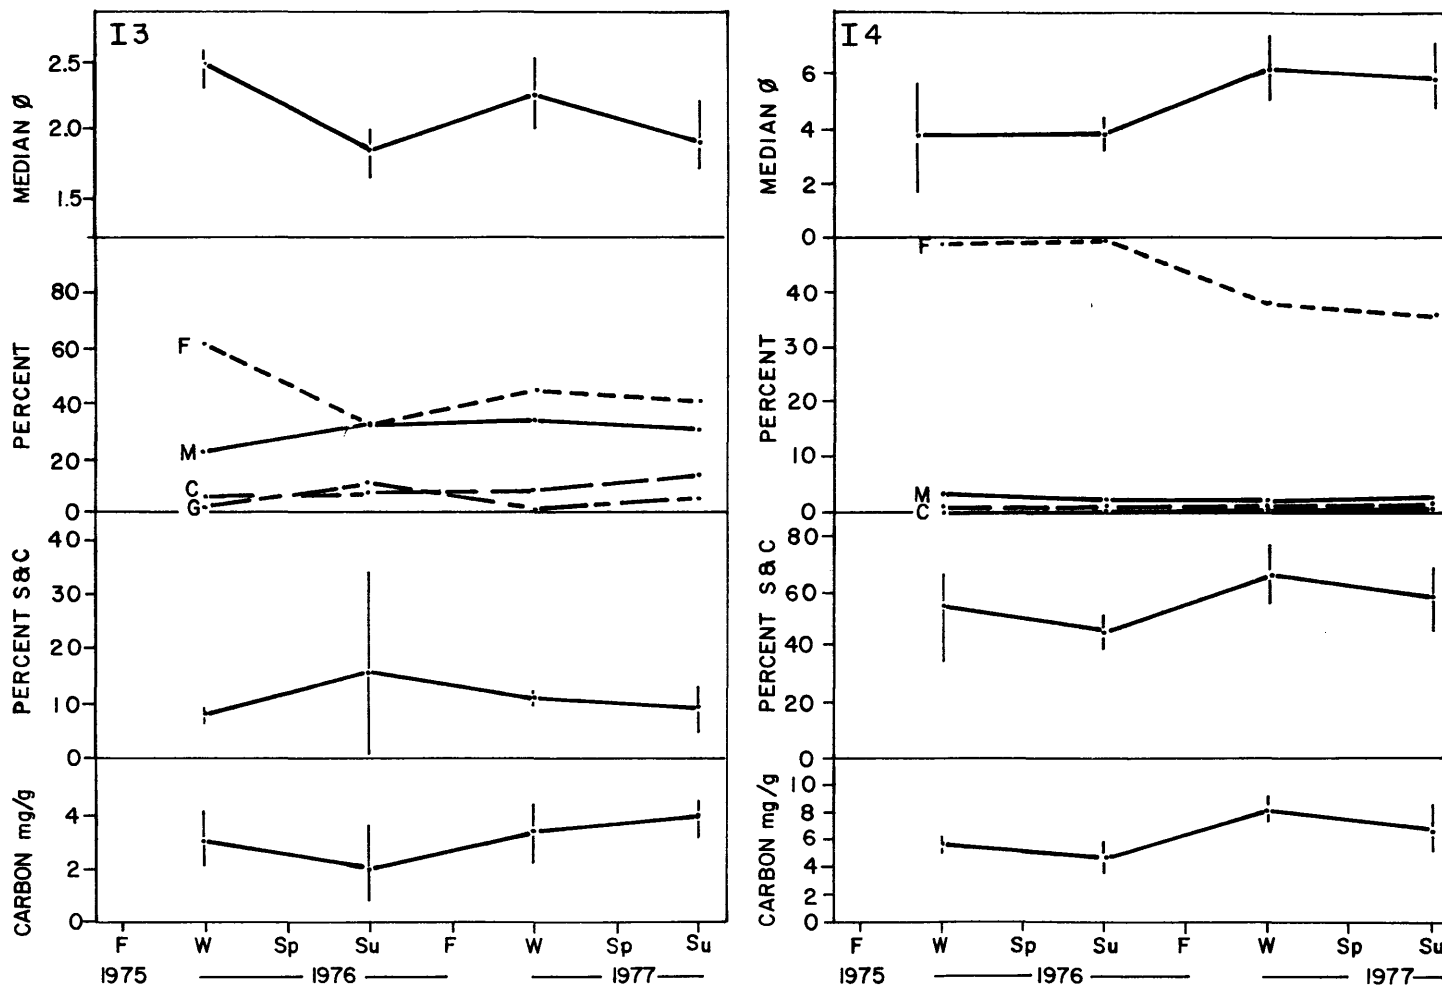 I3
MEDIAN Ø
2.5
2.0
1.5
PERCENT
80
60
40
20
0
F
M
C
G
PERCENT S&C
40
30
20
10
0
CARBON mg/g
4
2
0
F W Sp Su F W Sp Su
1975 1976 1977
I4
MEDIAN Ø
6
4
2
0
PERCENT
40
30
20
10
0
F
M
C
PERCENT S&C
80
60
40
20
0
CARBON mg/g
10
8
6
4
2
0
F W Sp Su F W Sp Su
1975 1976 1977